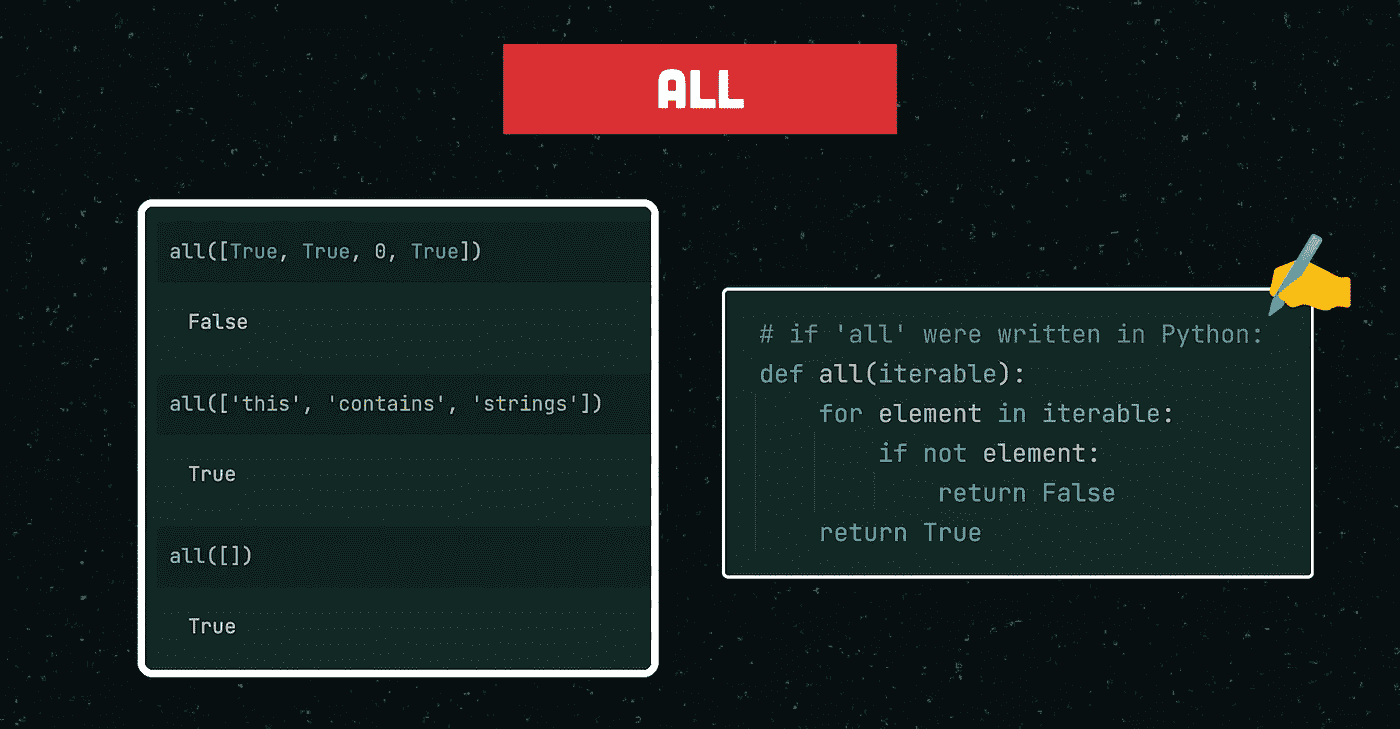 ALL
all([True, True, 0, True])
False
all(['this', 'contains', 'strings'])
True
all([])
True
# if 'all' were written in Python:
def all(iterable):
    for element in iterable:
        if not element:
            return False
    return True